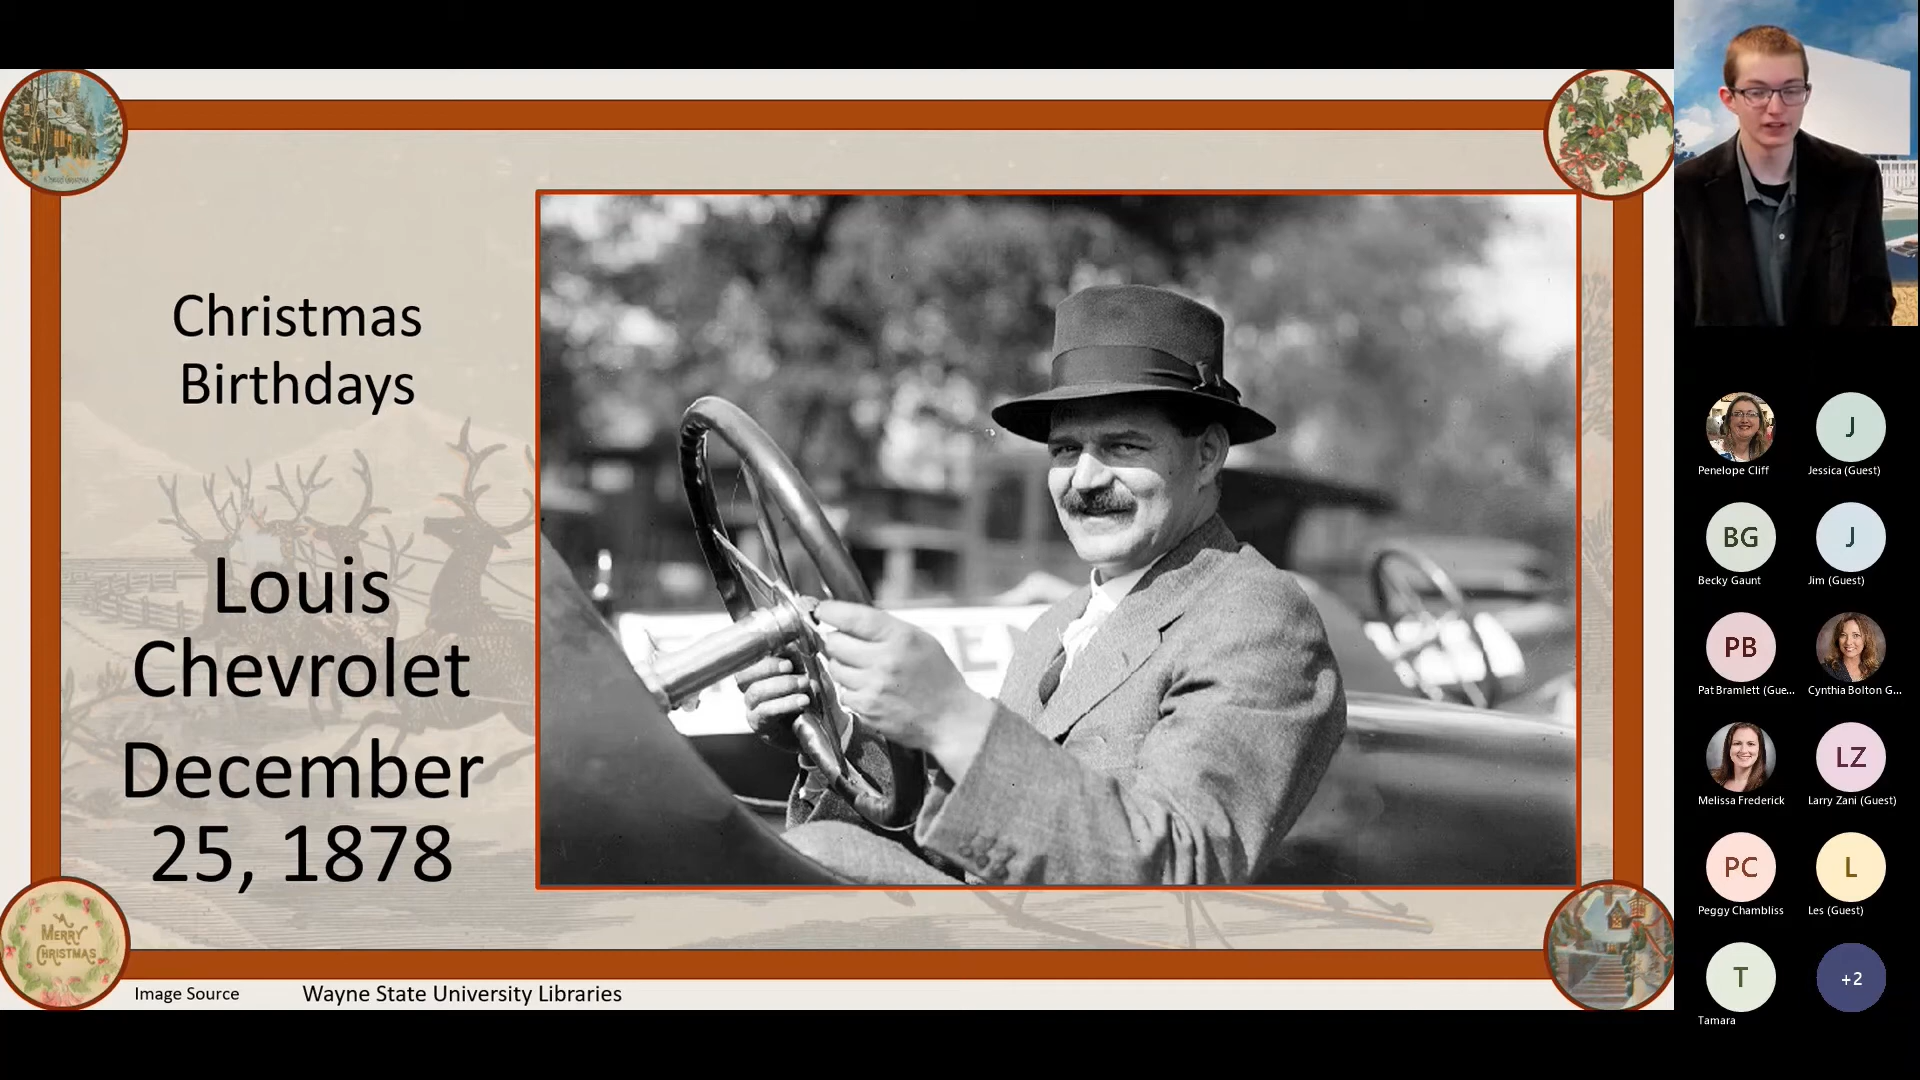 Christmas
Birthdays
Louis
Chevrolet
December
25, 1878
A
MERRY
CHRISTMAS
Image Source
Wayne State University Libraries
Penelope Cliff
J
Jessica (Guest)
BG
Becky Gaunt
J
Jim (Guest)
PB
Pat Bramlett (Gue...
Cynthia Bolton G...
Melissa Frederick
LZ
Larry Zani (Guest)
PC
Peggy Chambliss
L
Les (Guest)
T
Tamara
+2